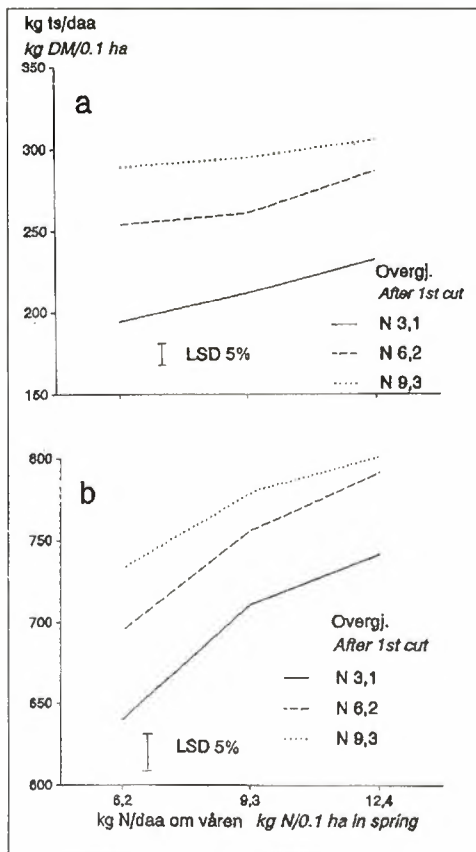 kg ts/daa
kg DM/0.1 ha
350
a
300
250
200
150
Overgj.
After 1st cut
N 3,1
N 6,2
N 9,3
LSD 5%
800
b
750
700
650
600
Overgj.
After 1st cut
N 3,1
N 6,2
N 9,3
LSD 5%
6,2 9,3 12,4
kg N/daa om våren kg N/0.1 ha in spring